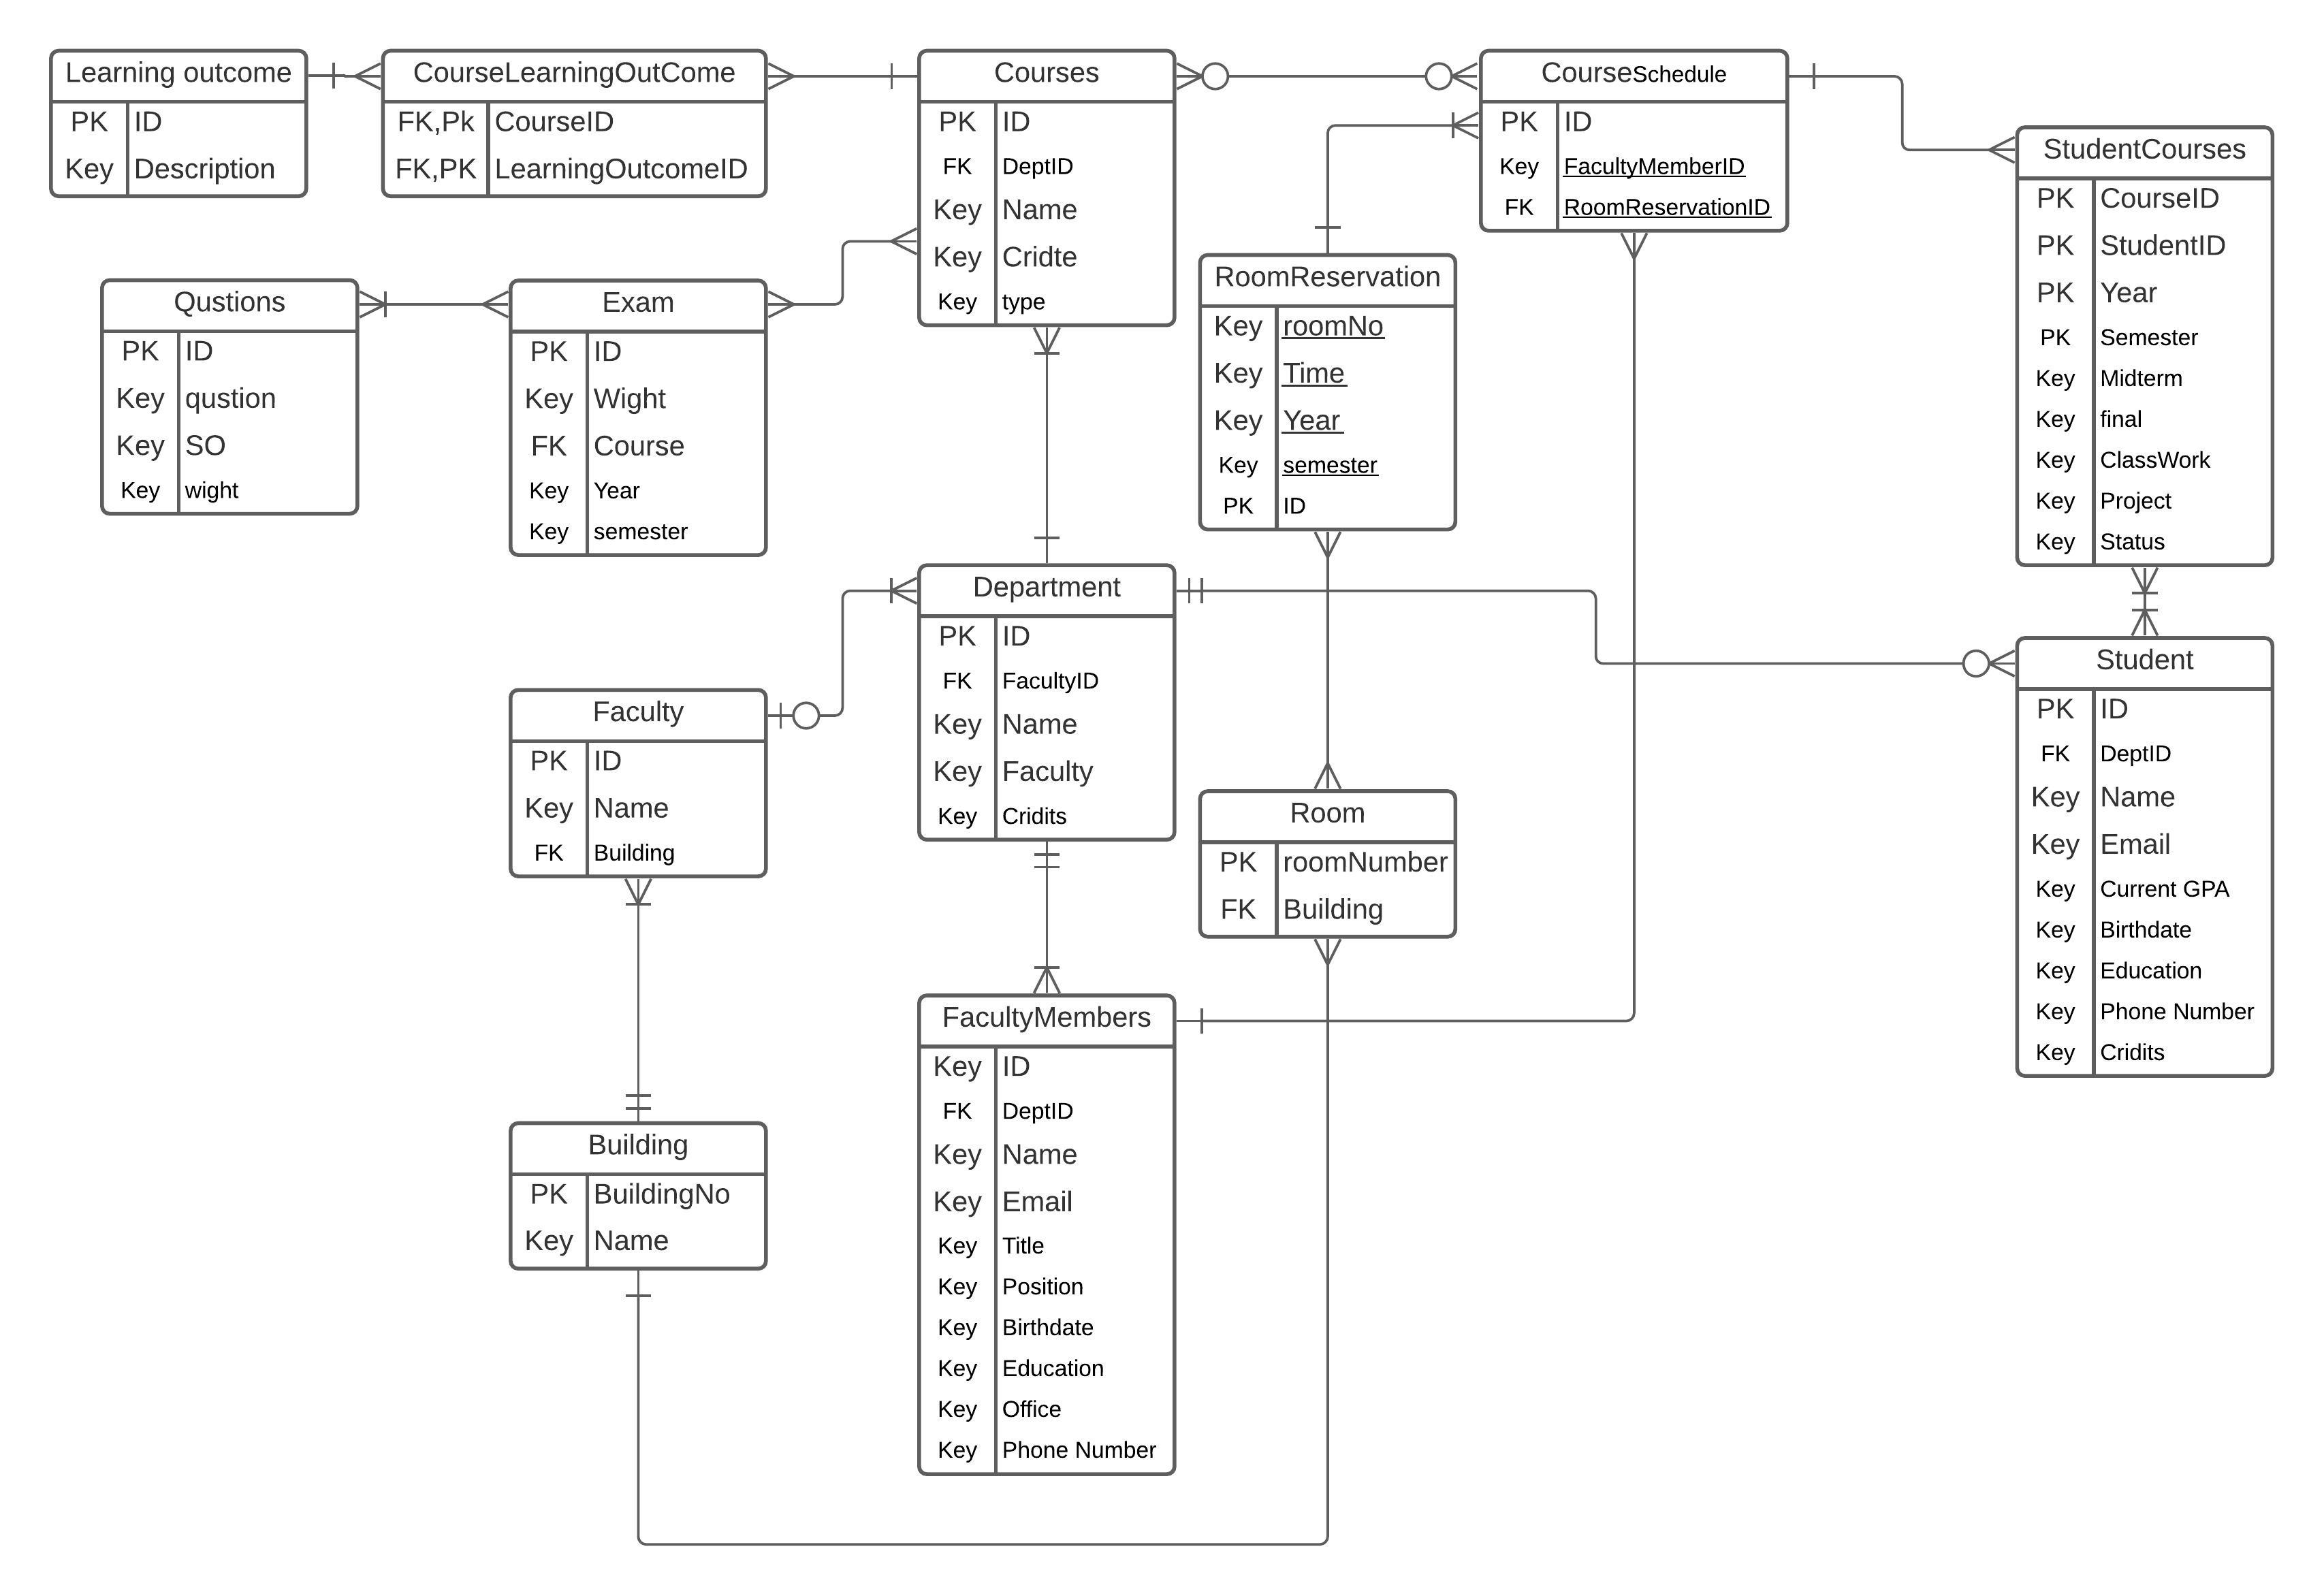 Learning outcome
PK ID
Key Description
CourseLearningOutCome
FK,Pk CourseID
FK,PK LearningOutcomeID
Courses
PK ID
FK DeptID
Key Name
Key Cridte
Key type
CourseSchedule
PK ID
Key FacultyMemberID
FK RoomReservationID
StudentCourses
PK CourseID
PK StudentID
PK Year
PK Semester
Key Midterm
Key final
Key ClassWork
Key Project
Key Status
Qustions
PK ID
Key qustion
Key SO
Key wight
Exam
PK ID
Key Wight
FK Course
Key Year
Key semester
RoomReservation
Key roomNo
Key Time
Key Year
Key semester
PK ID
Department
PK ID
FK FacultyID
Key Name
Key Faculty
Key Cridits
Student
PK ID
FK DeptID
Key Name
Key Email
Key Current GPA
Key Birthdate
Key Education
Key Phone Number
Key Cridits
Faculty
PK ID
Key Name
FK Building
Room
PK roomNumber
FK Building
FacultyMembers
Key ID
FK DeptID
Key Name
Key Email
Key Title
Key Position
Key Birthdate
Key Education
Key Office
Key Phone Number
Building
PK BuildingNo
Key Name